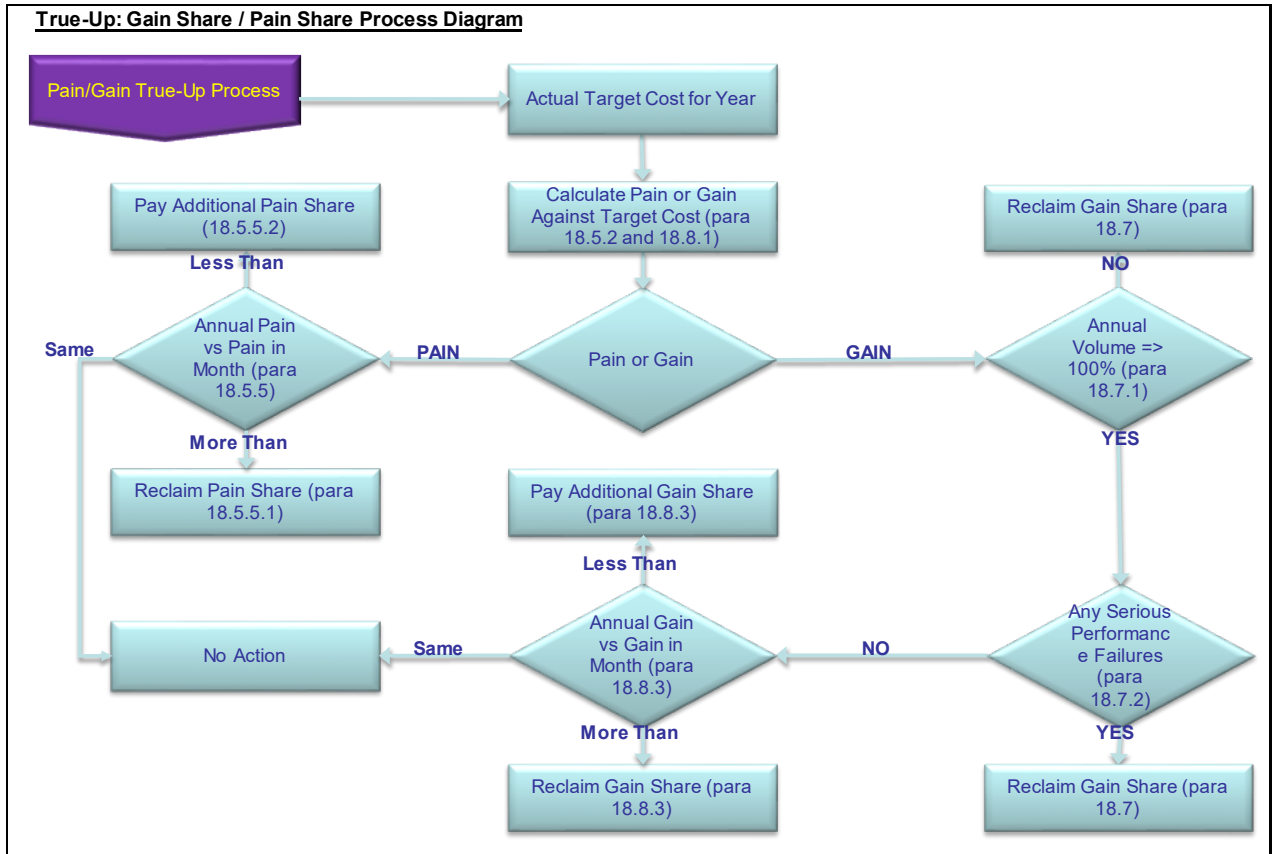 True-Up: Gain Share / Pain Share Process Diagram
Pain/Gain True-Up Process
Actual Target Cost for Year
Pay Additional Pain Share
(18.5.5.2)
Calculate Pain or Gain
Against Target Cost (para
18.5.2 and 18.8.1)
Reclaim Gain Share (para
18.7)
Less Than
NO
Annual Pain
vs Pain in
Month (para
18.5.5)
Same
PAIN
Pain or Gain
GAIN
Annual
Volume =>
100% (para
18.7.1)
More Than
YES
Reclaim Pain Share (para
18.5.5.1)
Pay Additional Gain Share
(para 18.8.3)
Less Than
No Action
Same
Annual Gain
vs Gain in
Month (para
18.8.3)
NO
Any Serious
Performanc
e Failures
(para
18.7.2)
More Than
YES
Reclaim Gain Share (para
18.8.3)
Reclaim Gain Share (para
18.7)